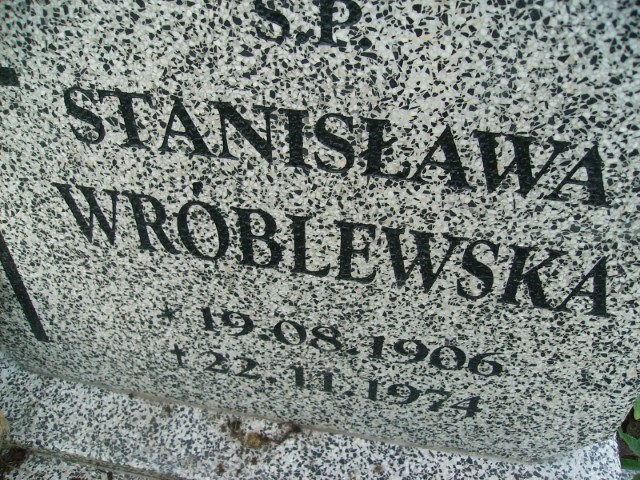 Ś.P.
STANISŁAWA
WRÓBLEWSKA
* 19.08.1906
† 22.11.1974